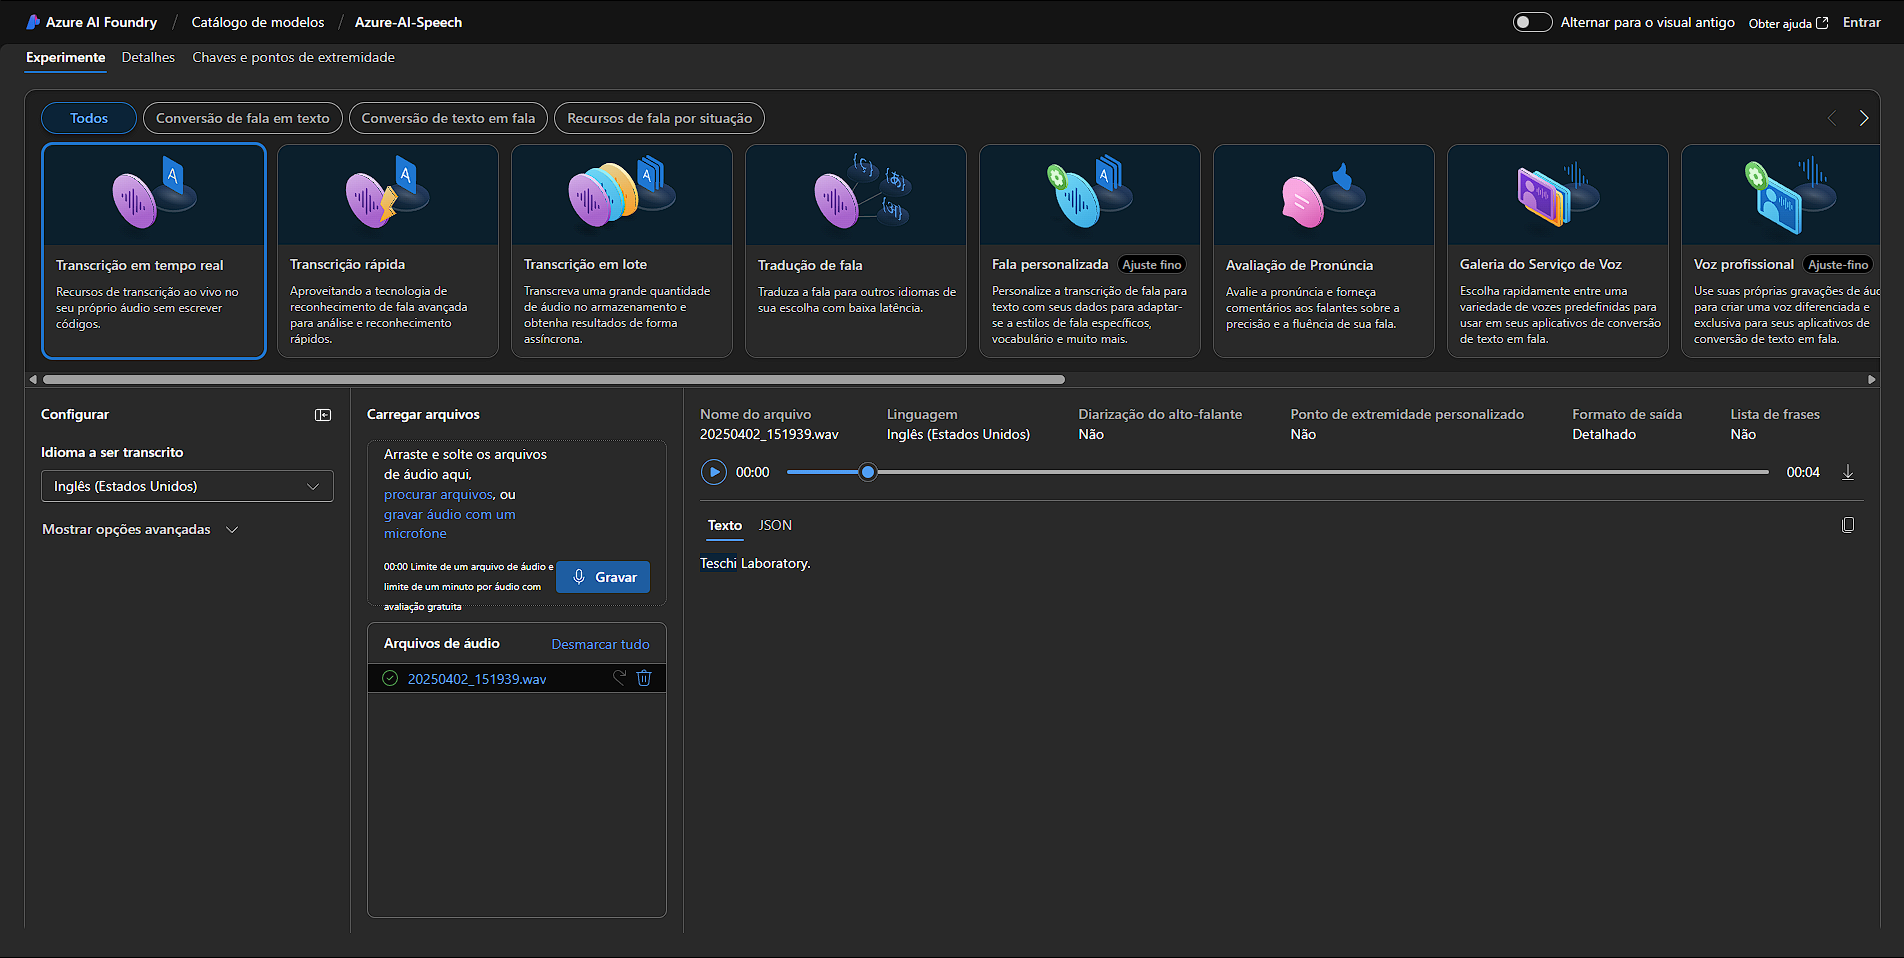 Azure AI Foundry / Catálogo de modelos / Azure-AI-Speech
Alternar para o visual antigo
Obter ajuda
Entrar
Experimente
Detalhes
Chaves e pontos de extremidade
Todos
Conversão de fala em texto
Conversão de texto em fala
Recursos de fala por situação
A
Transcrição em tempo real
Recursos de transcrição ao vivo no
seu próprio áudio sem escrever
códigos.
A
Transcrição rápida
Aproveitando a tecnologia de
reconhecimento de fala avançada
para análise e reconhecimento
rápidos.
A
Transcrição em lote
Transcreva uma grande quantidade
de áudio no armazenamento e
obtenha resultados de forma
assíncrona.
Tradução de fala
Traduza a fala para outros idiomas de
sua escolha com baixa latência.
A
Fala personalizada
Ajuste fino
Personalize a transcrição de fala para
texto com seus dados para adaptar-
se a estilos de fala específicos,
vocabulário e muito mais.
Avaliação de Pronúncia
Avalie a pronúncia e forneça
comentários aos falantes sobre a
precisão e a fluência de sua fala.
Galeria do Serviço de Voz
Escolha rapidamente entre uma
variedade de vozes predefinidas para
usar em seus aplicativos de conversão
de texto em fala.
Voz profissional
Ajuste-fino
Use suas próprias gravações de áuc
para criar uma voz diferenciada e
exclusiva para seus aplicativos de
conversão de texto em fala.
Configurar
Idioma a ser transcrito
Inglês (Estados Unidos)
Mostrar opções avançadas
Carregar arquivos
Arraste e solte os arquivos
de áudio aqui,
procurar arquivos, ou
gravar áudio com um
microfone
00:00 Limite de um arquivo de áudio e
limite de um minuto por áudio com
avaliação gratuita
Gravar
Arquivos de áudio
Desmarcar tudo
20250402_151939.wav
Nome do arquivo
20250402_151939.wav
Linguagem
Inglês (Estados Unidos)
Diarização do alto-falante
Não
Ponto de extremidade personalizado
Não
Formato de saída
Detalhado
Lista de frases
Não
00:00
00:04
Texto
JSON
Teschi Laboratory.